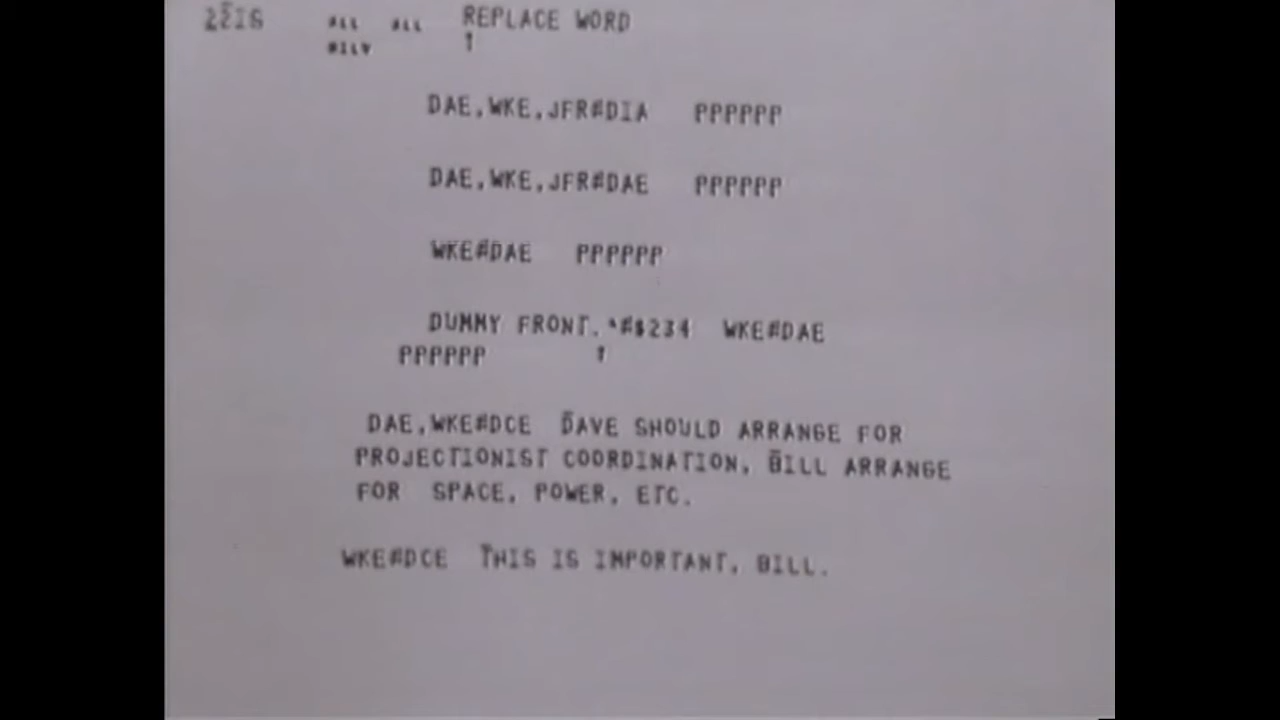 ALL ALL REPLACE WORD
DAE,WKE,JFR#DIA PPPPPP
DAE,WKE,JFR#DAE PPPPPP
WKE#DAE PPPPPP
DUMMY FRONT. #$234 WKE#DAE
PPPPPP
DAE,WKE#DCE DAVE SHOULD ARRANGE FOR
PROJECTIONIST COORDINATION, BILL ARRANGE
FOR SPACE, POWER, ETC.
WKE#DCE THIS IS IMPORTANT, BILL.